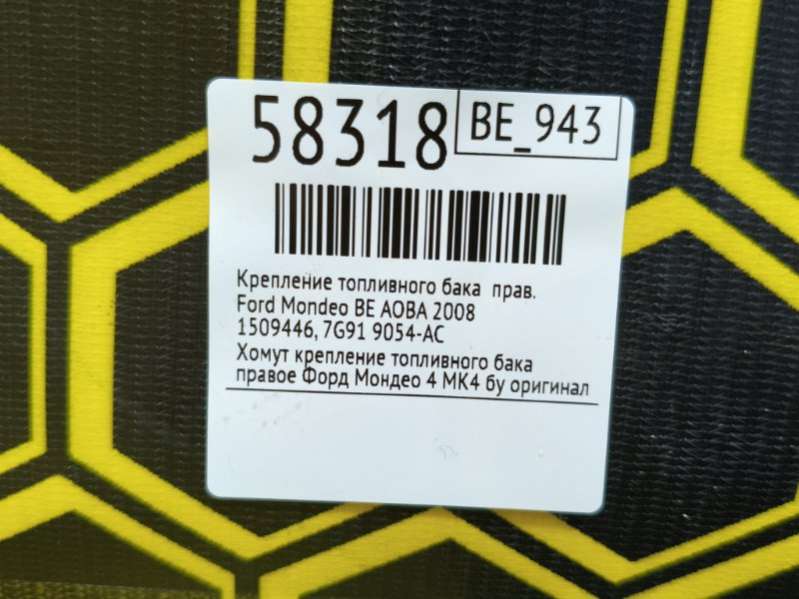 58318
BE_943
Крепление топливного бака прав.
Ford Mondeo BE AOBA 2008
1509446, 7G91 9054-AC
Хомут крепление топливного бака
правое Форд Мондео 4 МК4 бу оригинал